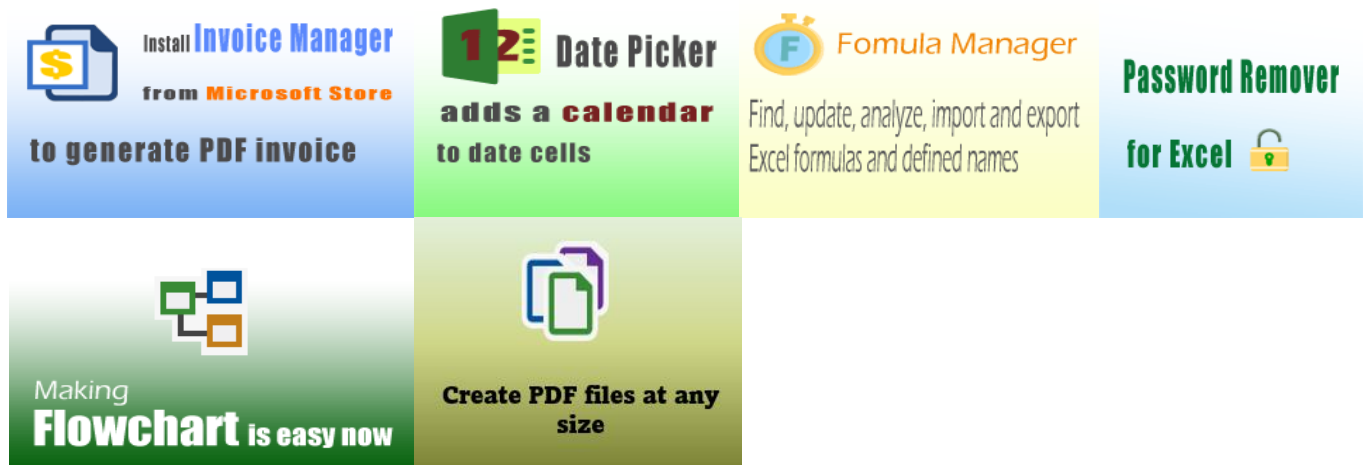 Install Invoice Manager
from Microsoft Store
to generate PDF invoice
$
12 Date Picker
adds a calendar
to date cells
F Fomula Manager
Find, update, analyze, import and export
Excel formulas and defined names
Password Remover
for Excel
Making
Flowchart is easy now
Create PDF files at any
size